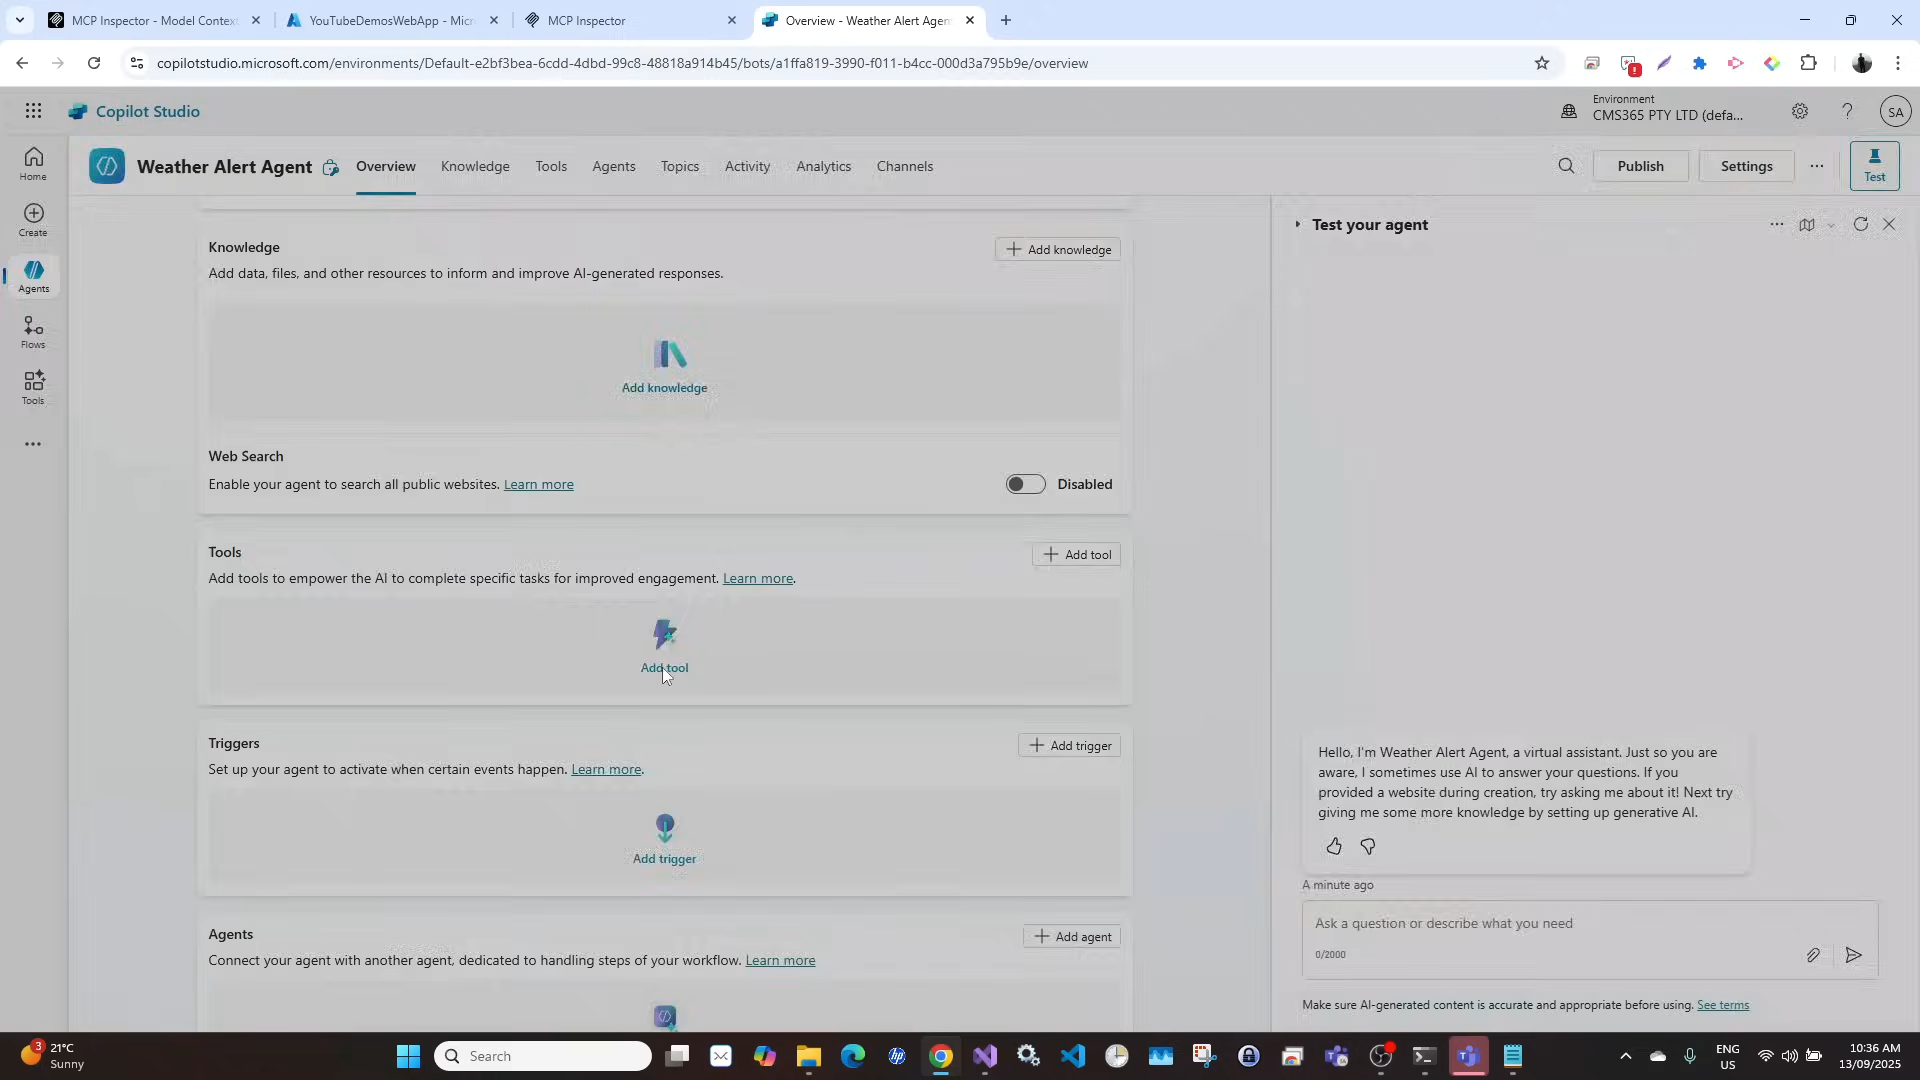 MCP Inspector - Model Context
YouTubeDemosWebApp - Micr
MCP Inspector
Overview - Weather Alert Agen
copilotstudio.microsoft.com/environments/Default-e2bf3bea-6cdd-4dbd-99c8-48818a914b45/bots/a1ffa819-3990-f011-b4cc-000d3a795b9e/overview
Copilot Studio
Environment
CMS365 PTY LTD (defa...
SA
Home
Create
Agents
Flows
Tools
Weather Alert Agent
Overview
Knowledge
Tools
Agents
Topics
Activity
Analytics
Channels
Publish
Settings
Test
Knowledge
Add knowledge
Add data, files, and other resources to inform and improve AI-generated responses.
Add knowledge
Web Search
Enable your agent to search all public websites. Learn more
Disabled
Tools
Add tool
Add tools to empower the AI to complete specific tasks for improved engagement. Learn more.
Add tool
Triggers
Add trigger
Set up your agent to activate when certain events happen. Learn more.
Add trigger
Agents
Add agent
Connect your agent with another agent, dedicated to handling steps of your workflow. Learn more
Test your agent
Hello, I'm Weather Alert Agent, a virtual assistant. Just so you are
aware, I sometimes use AI to answer your questions. If you
provided a website during creation, try asking me about it! Next try
giving me some more knowledge by setting up generative AI.
A minute ago
Ask a question or describe what you need
0/2000
Make sure AI-generated content is accurate and appropriate before using. See terms
3
21°C
Sunny
Search
hp
ENG
US
10:36 AM
13/09/2025